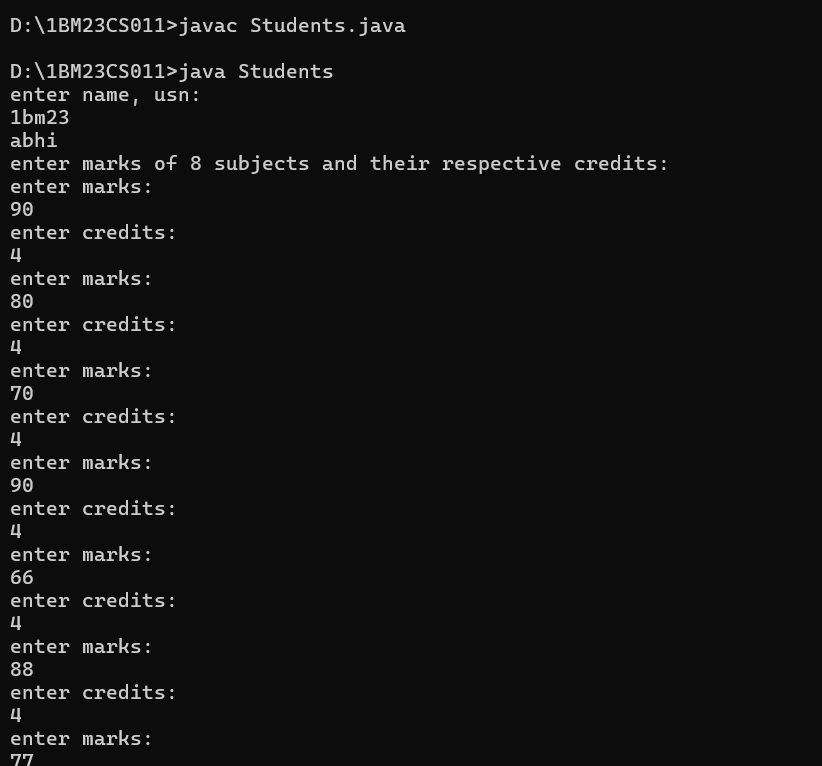 D:\1BM23CS011>javac Students.java
D:\1BM23CS011>java Students
enter name, usn:
1bm23
abhi
enter marks of 8 subjects and their respective credits:
enter marks:
90
enter credits:
4
enter marks:
80
enter credits:
4
enter marks:
70
enter credits:
4
enter marks:
90
enter credits:
4
enter marks:
66
enter credits:
4
enter marks:
88
enter credits:
4
enter marks:
77